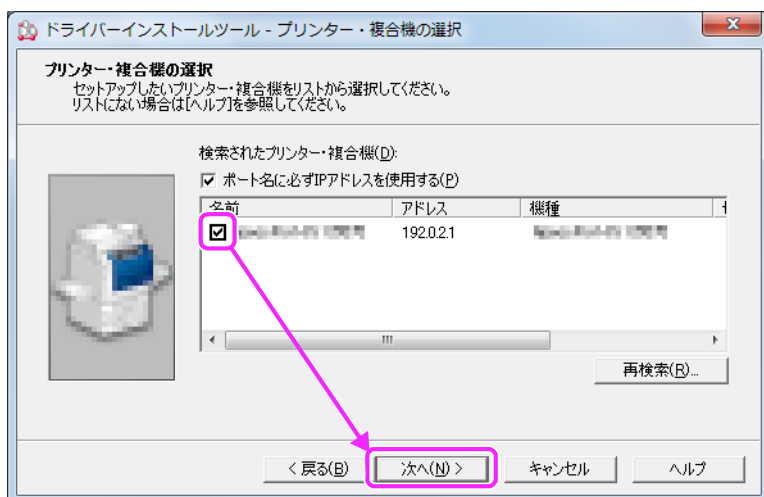 ドライバーインストールツール - プリンター・複合機の選択
プリンター・複合機の選択
セットアップしたいプリンター・複合機をリストから選択してください。
リストにない場合は[ヘルプ]を参照してください。
検索されたプリンター・複合機(D):
ポート名に必ずIPアドレスを使用する(P)
名前 アドレス 機種
192.0.2.1
再検索(R)...
< 戻る(B) 次へ(N) > キャンセル ヘルプ